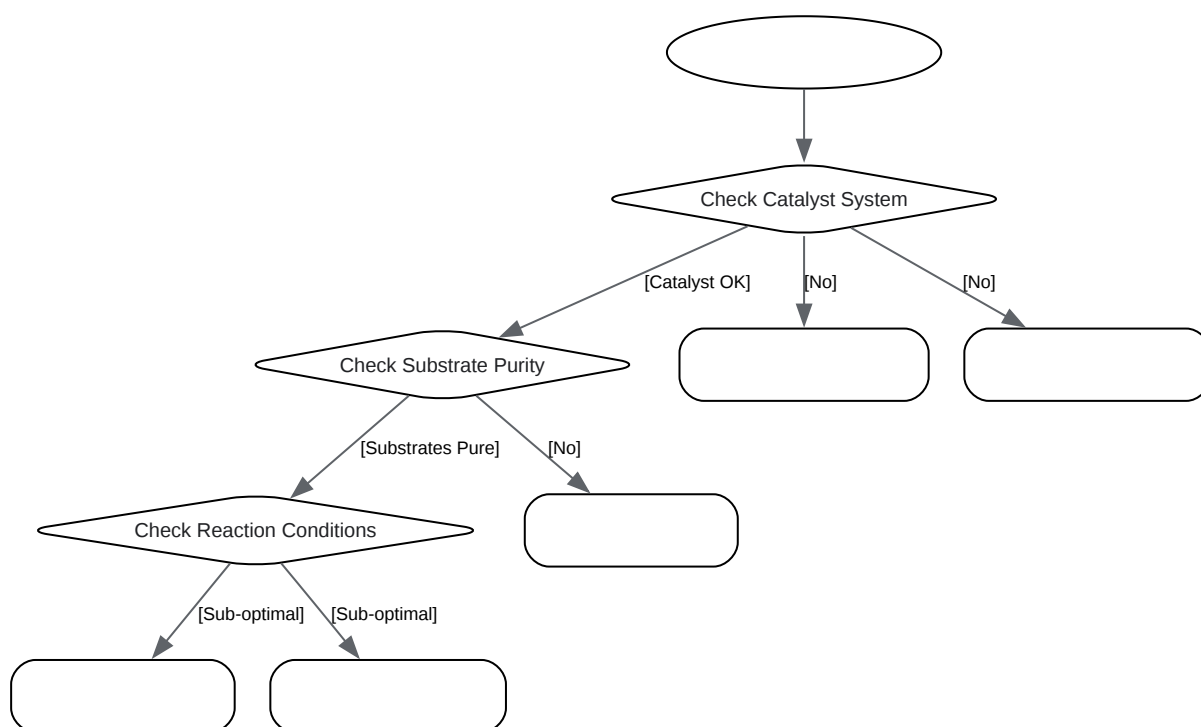 Check Catalyst System
[Catalyst OK]
[No]
[No]
Check Substrate Purity
[Substrates Pure]
[No]
Check Reaction Conditions
[Sub-optimal]
[Sub-optimal]